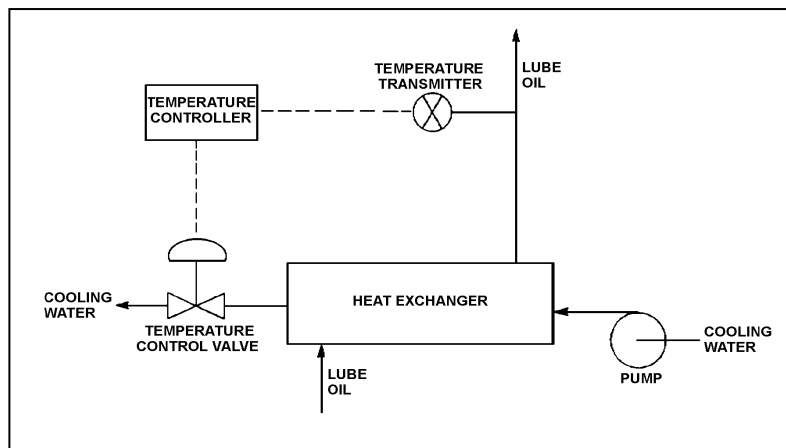 TEMPERATURE
TRANSMITTER
LUBE
OIL
TEMPERATURE
CONTROLLER
HEAT EXCHANGER
COOLING
WATER
TEMPERATURE
CONTROL VALVE
COOLING
WATER
PUMP
LUBE
OIL